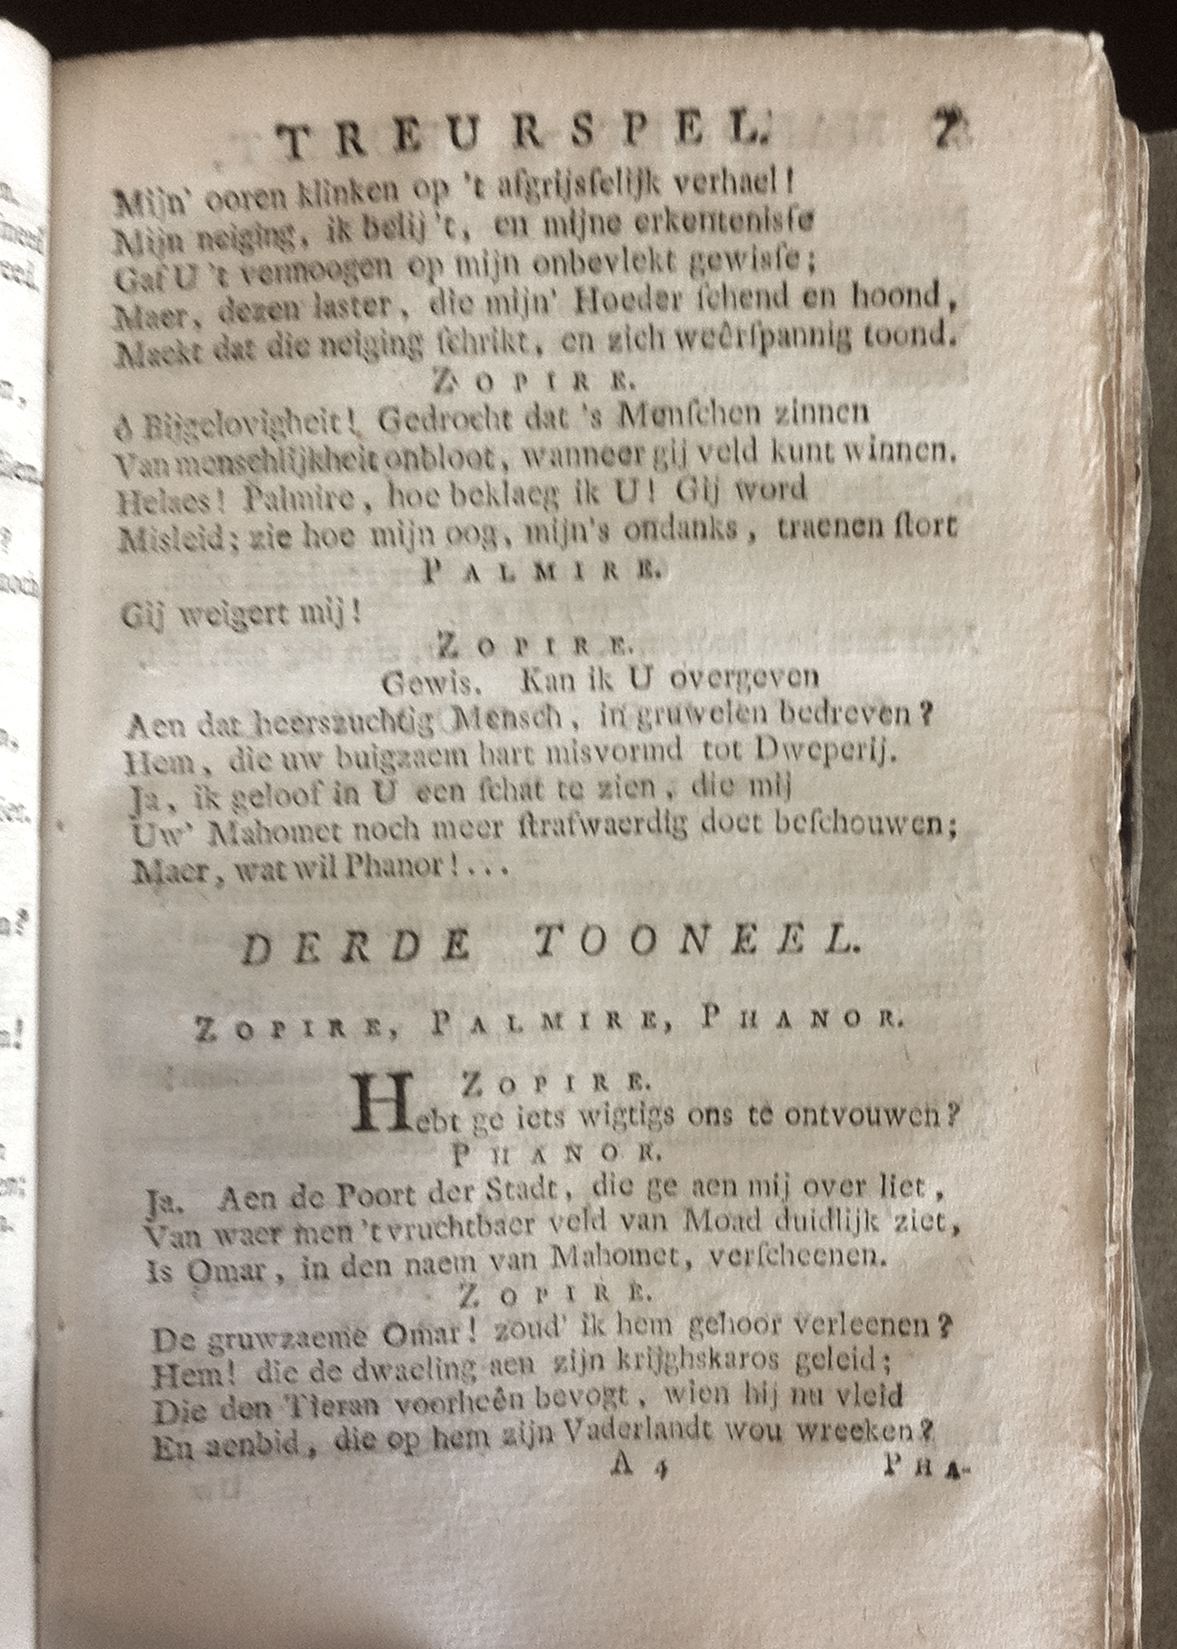 TREURSPEL. 7
Mijn' ooren klinken op 't afgrijsſelijk verhael!
Mijn neiging, ik belij 't, en mijne erkentenisſe
Gaf U 't vermoogen op mijn onbevlekt gewisſe;
Maer, dezen laster, die mijn' Hoeder ſchend en hoond,
Maekt dat die neiging ſchrikt, en zich weêrſpannig toond.
ZOPIRE.
ô Bijgelovigheit! Gedrocht dat 's Menſchen zinnen
Van menschlijkheit onbloot, wanneer gij veld kunt winnen.
Helaes! Palmire, hoe beklaeg ik U! Gij word
Misleid; zie hoe mijn oog, mijn's ondanks, traenen ſtort
PALMIRE.
Gij weigert mij!
ZOPIRE.
Gewis. Kan ik U overgeven
Aen dat heerszuchtig Mensch, in gruwelen bedreven?
Hem, die uw buigzaem hart misvormd tot Dweperij.
Ja, ik geloof in U een ſchat te zien, die mij
Uw' Mahomet noch meer ſtrafwaerdig doet beſchouwen;
Maer, wat wil Phanor!...
DERDE TOONEEL.
ZOPIRE, PALMIRE, PHANOR.
ZOPIRE.
Hebt ge iets wigtigs ons te ontvouwen?
PHANOR.
Ja. Aen de Poort der Stadt, die ge aen mij over liet,
Van waer men 't vruchtbaer veld van Moad duidlijk ziet,
Is Omar, in den naem van Mahomet, verſcheenen.
ZOPIRE.
De gruwzaeme Omar! zoud' ik hem gehoor verleenen?
Hem! die de dwaeling aen zijn krijghskaros geleid;
Die den Tieran voorheên bevogt, wien hij nu vleid
En aenbid, die op hem zijn Vaderlandt wou wreeken?
A 4 PHA-